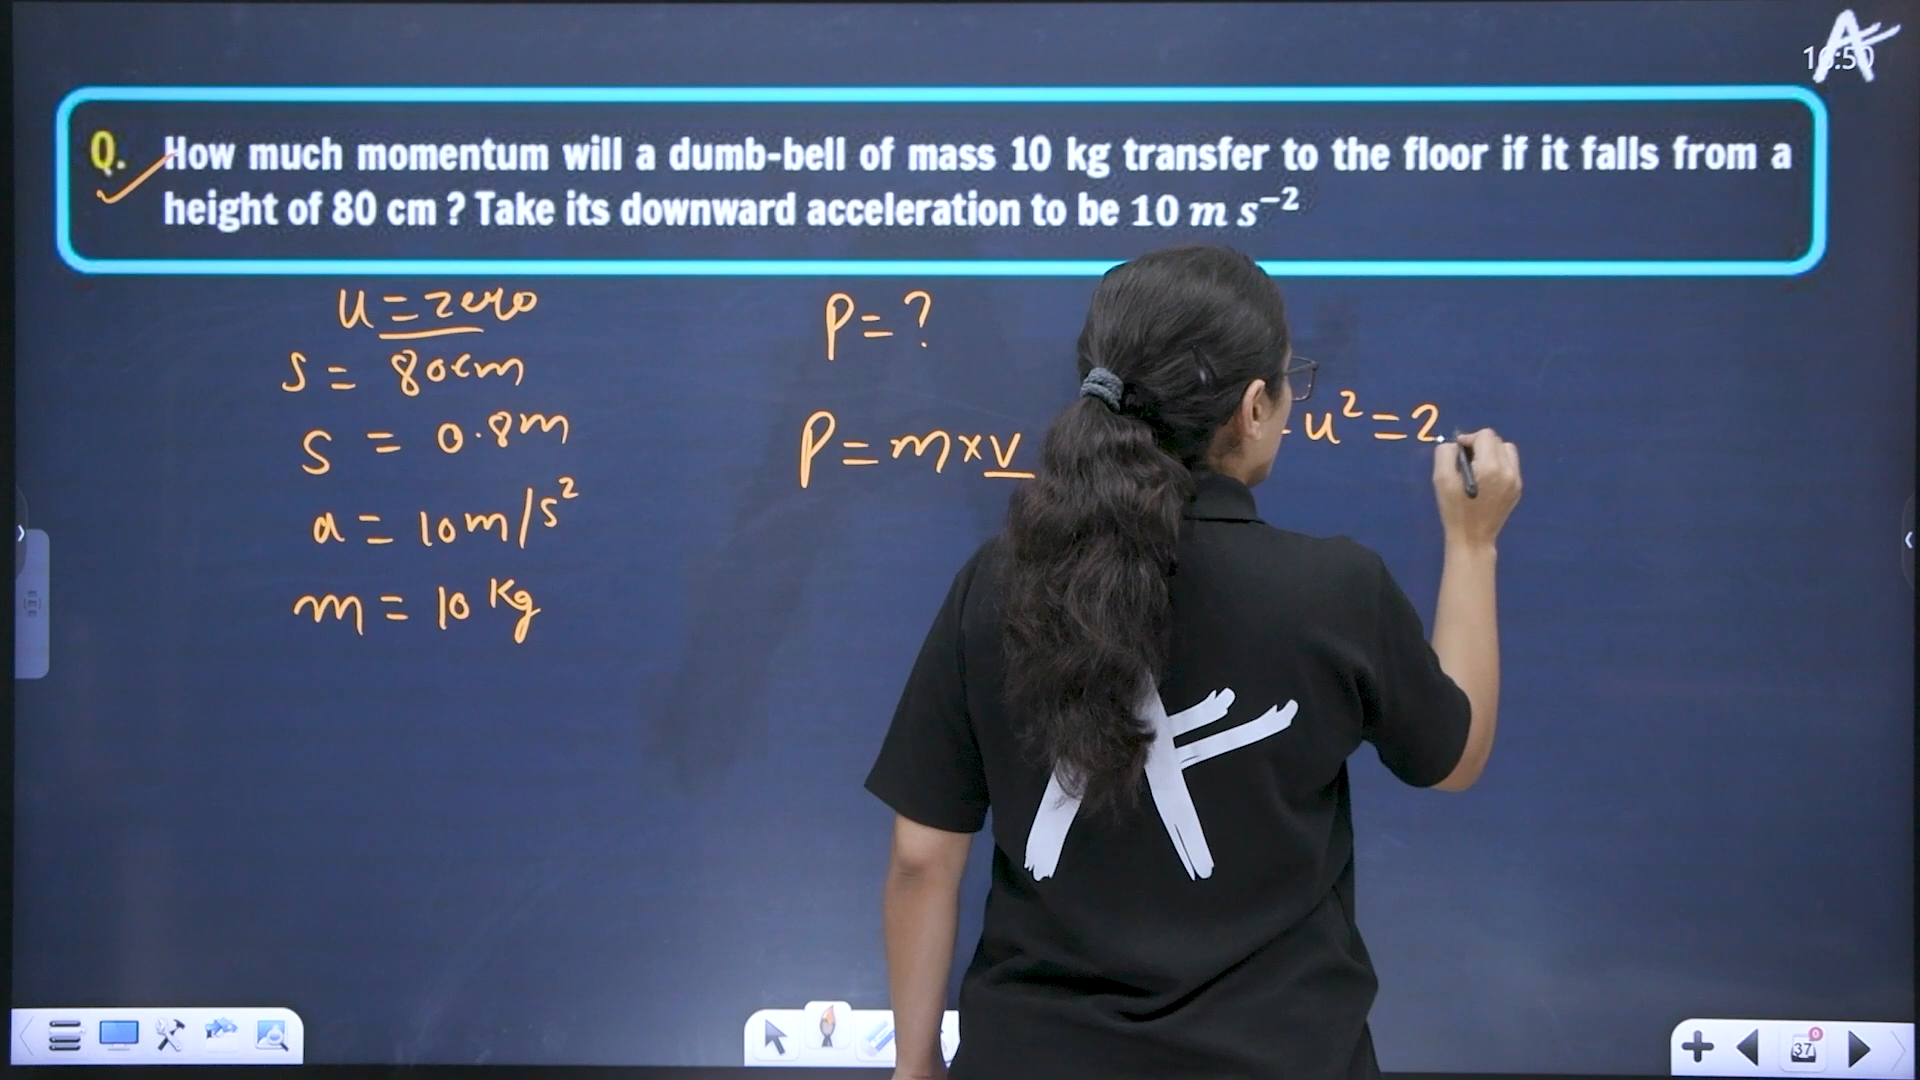 Q. How much momentum will a dumb-bell of mass 10 kg transfer to the floor if it falls from a
height of 80 cm ? Take its downward acceleration to be 10 m s⁻²
u = zero
S = 80cm
S = 0.8m
a = 10m/s²
m = 10 Kg
P = ?
P = m×v
- u² = 2
37
0